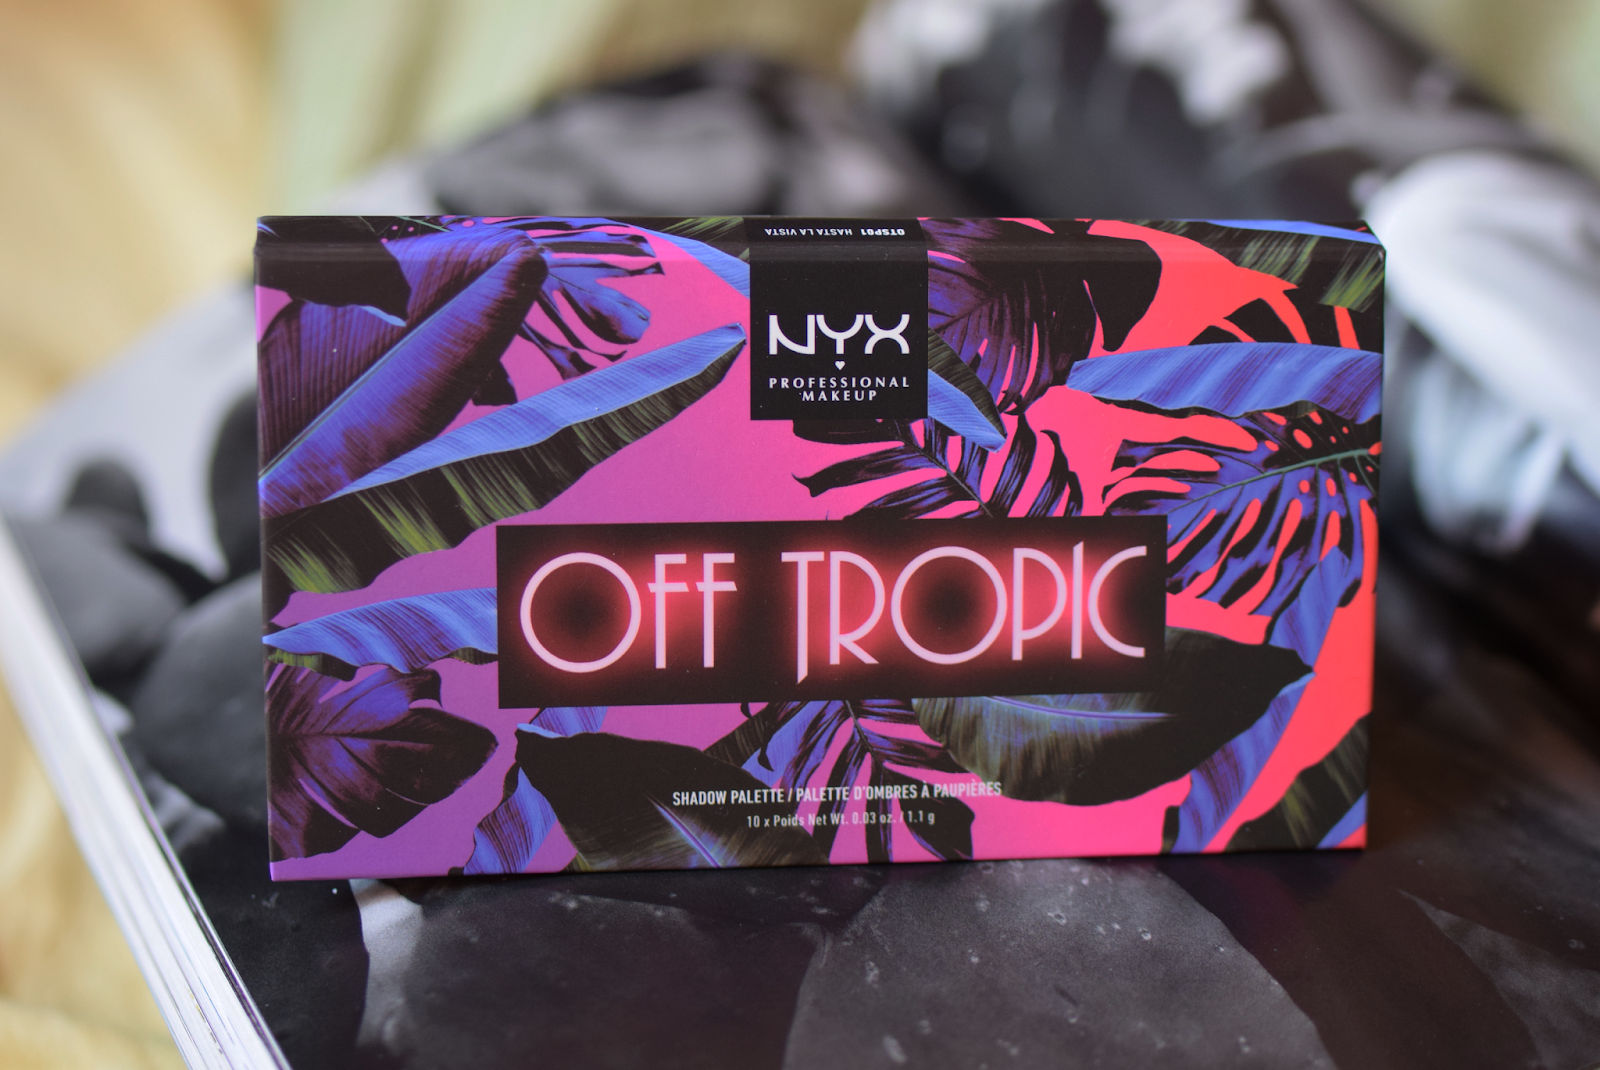 OTSP01 HASTA LA VISTA
NYX
PROFESSIONAL
MAKEUP
OFF TROPIC
SHADOW PALETTE / PALETTE D'OMBRES À PAUPIÈRES
10 x Poids Net Wt. 0.03 oz. / 1.1 g